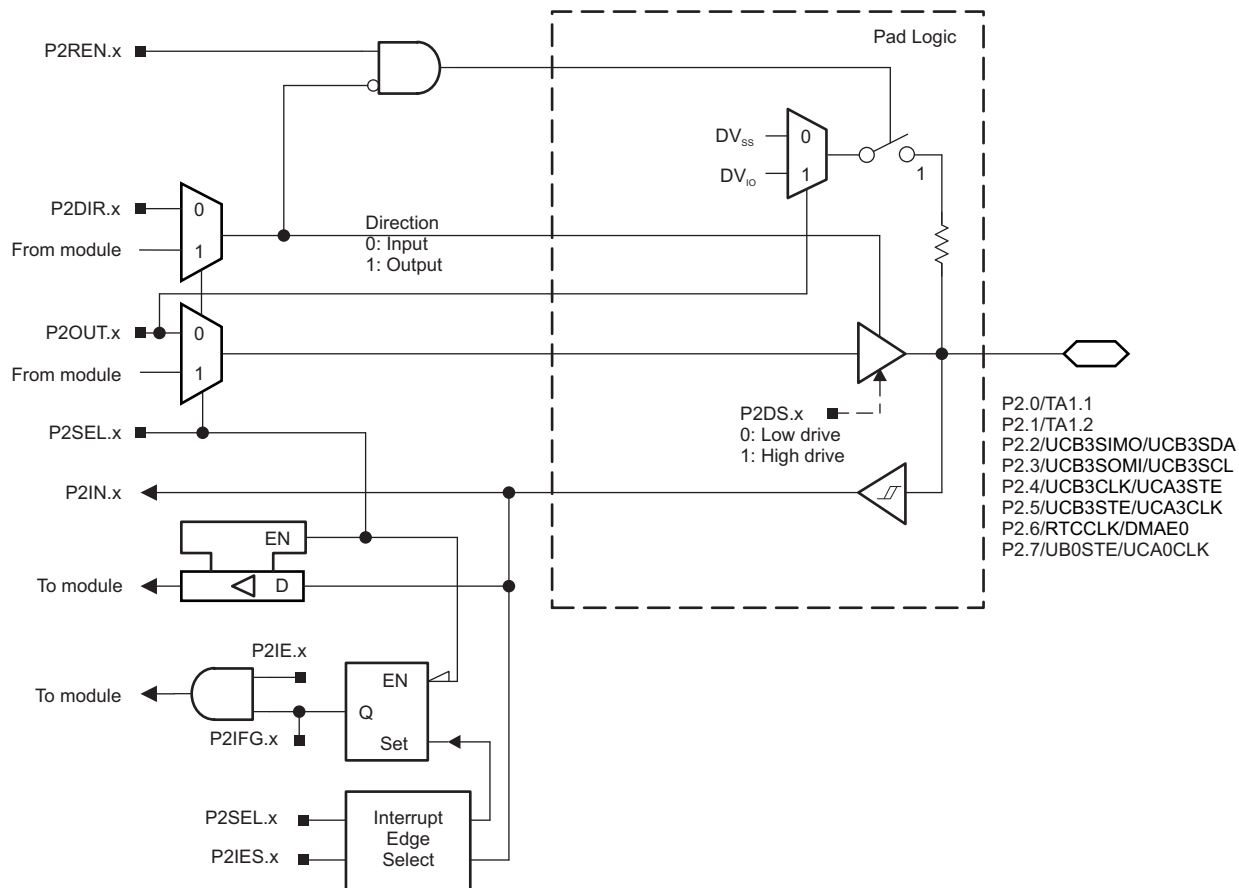 Pad Logic
P2REN.x
DVSS
0
DVIO
1
1
P2DIR.x
0
From module
1
Direction
0: Input
1: Output
P2OUT.x
0
From module
1
P2SEL.x
P2DS.x
0: Low drive
1: High drive
P2.0/TA1.1
P2.1/TA1.2
P2.2/UCB3SIMO/UCB3SDA
P2.3/UCB3SOMI/UCB3SCL
P2.4/UCB3CLK/UCA3STE
P2.5/UCB3STE/UCA3CLK
P2.6/RTCCLK/DMAE0
P2.7/UB0STE/UCA0CLK
P2IN.x
EN
To module
D
P2IE.x
EN
To module
Q
P2IFG.x
Set
P2SEL.x
Interrupt
Edge
Select
P2IES.x